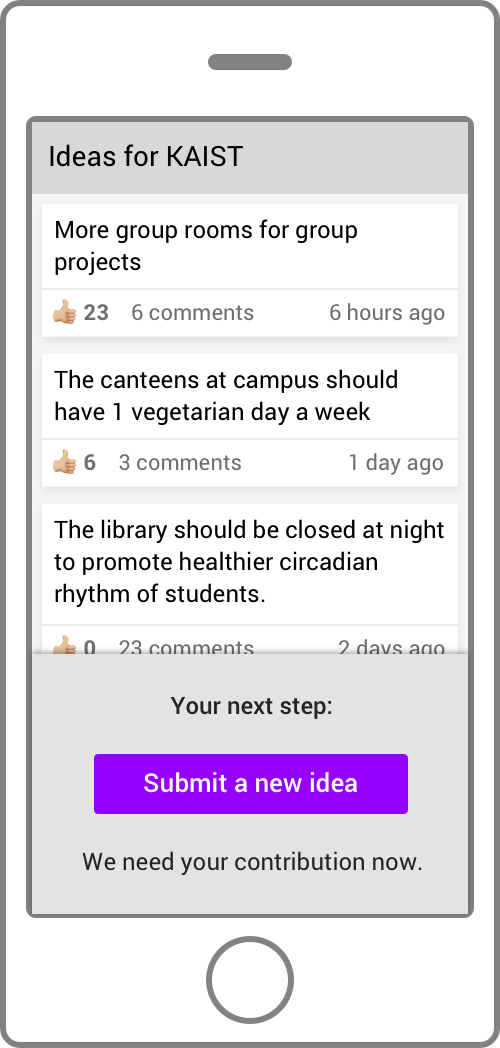 Ideas for KAIST
More group rooms for group
projects
23 6 comments 6 hours ago
The canteens at campus should
have 1 vegetarian day a week
6 3 comments 1 day ago
The library should be closed at night
to promote healthier circadian
rhythm of students.
0 23 comments 2 days ago
Your next step:
Submit a new idea
We need your contribution now.